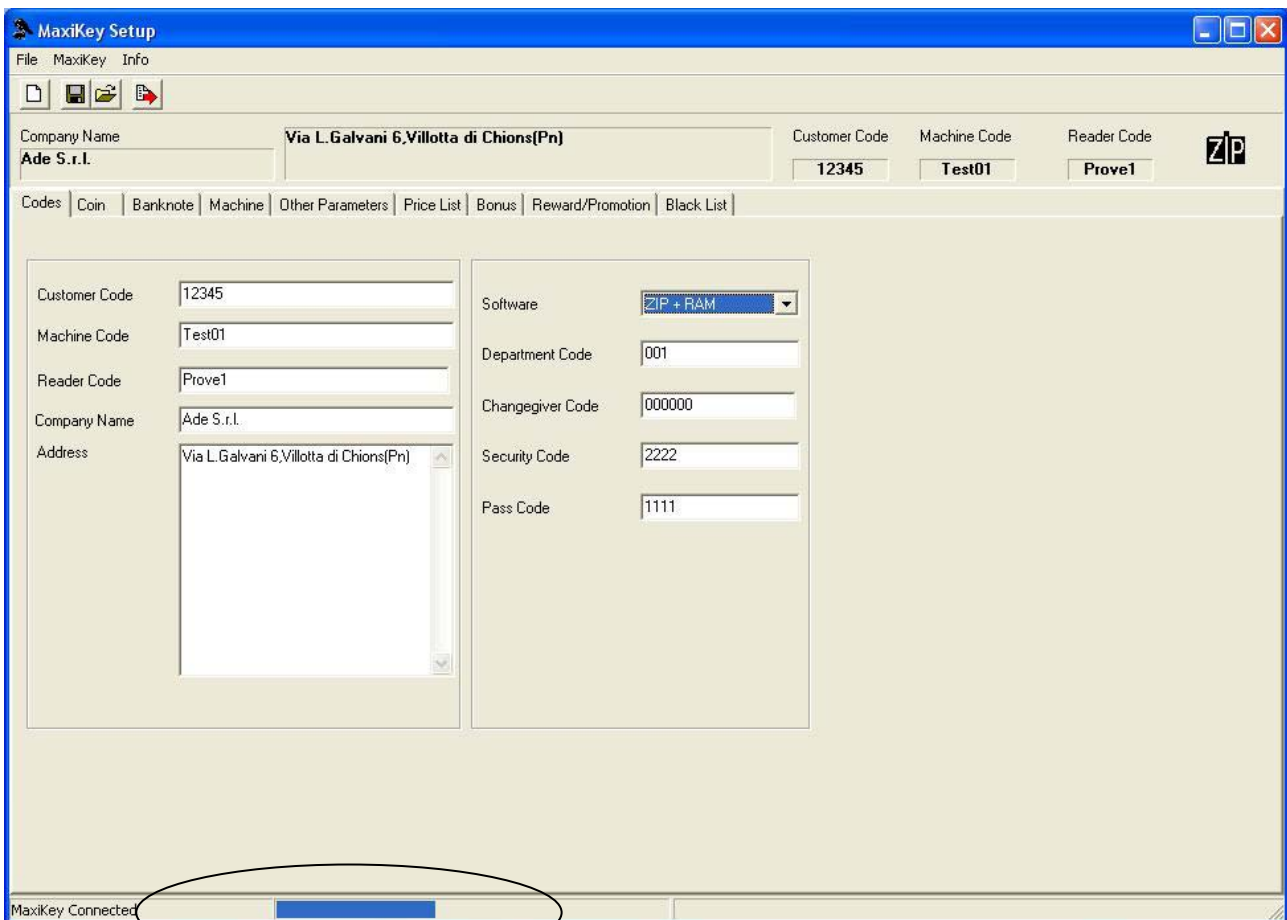 MaxiKey Setup
File MaxiKey Info
Company Name
Ade S.r.l.
Via L.Galvani 6,Villotta di Chions(Pn)
Customer Code Machine Code Reader Code
12345 Test01 Prove1
ZIP
Codes Coin Banknote Machine Other Parameters Price List Bonus Reward/Promotion Black List
Customer Code 12345
Machine Code Test01
Reader Code Prove1
Company Name Ade S.r.l.
Address Via L.Galvani 6,Villotta di Chions(Pn)
Software ZIP + RAM
Department Code 001
Changegiver Code 000000
Security Code 2222
Pass Code 1111
MaxiKey Connected